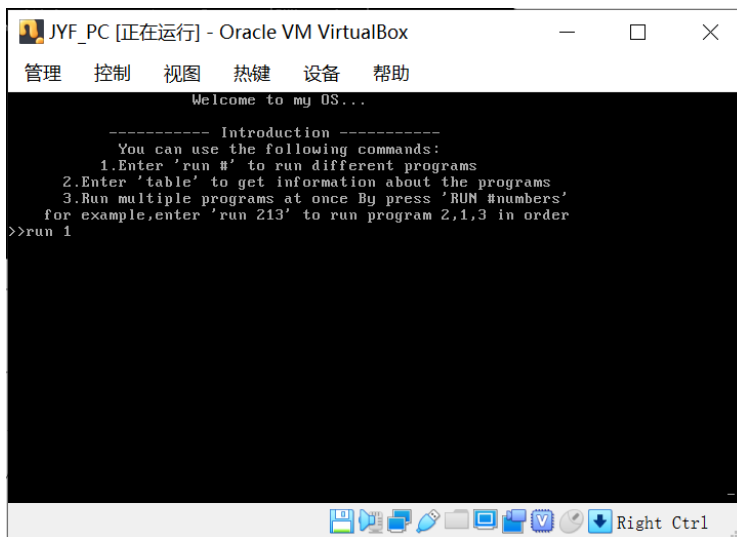 JYF_PC [正在运行] - Oracle VM VirtualBox
管理 控制 视图 热键 设备 帮助
Welcome to my OS...
----------- Introduction -----------
You can use the following commands:
1.Enter 'run #' to run different programs
2.Enter 'table' to get information about the programs
3.Run multiple programs at once By press 'RUN #numbers'
for example,enter 'run 213' to run program 2,1,3 in order
>>run 1
Right Ctrl